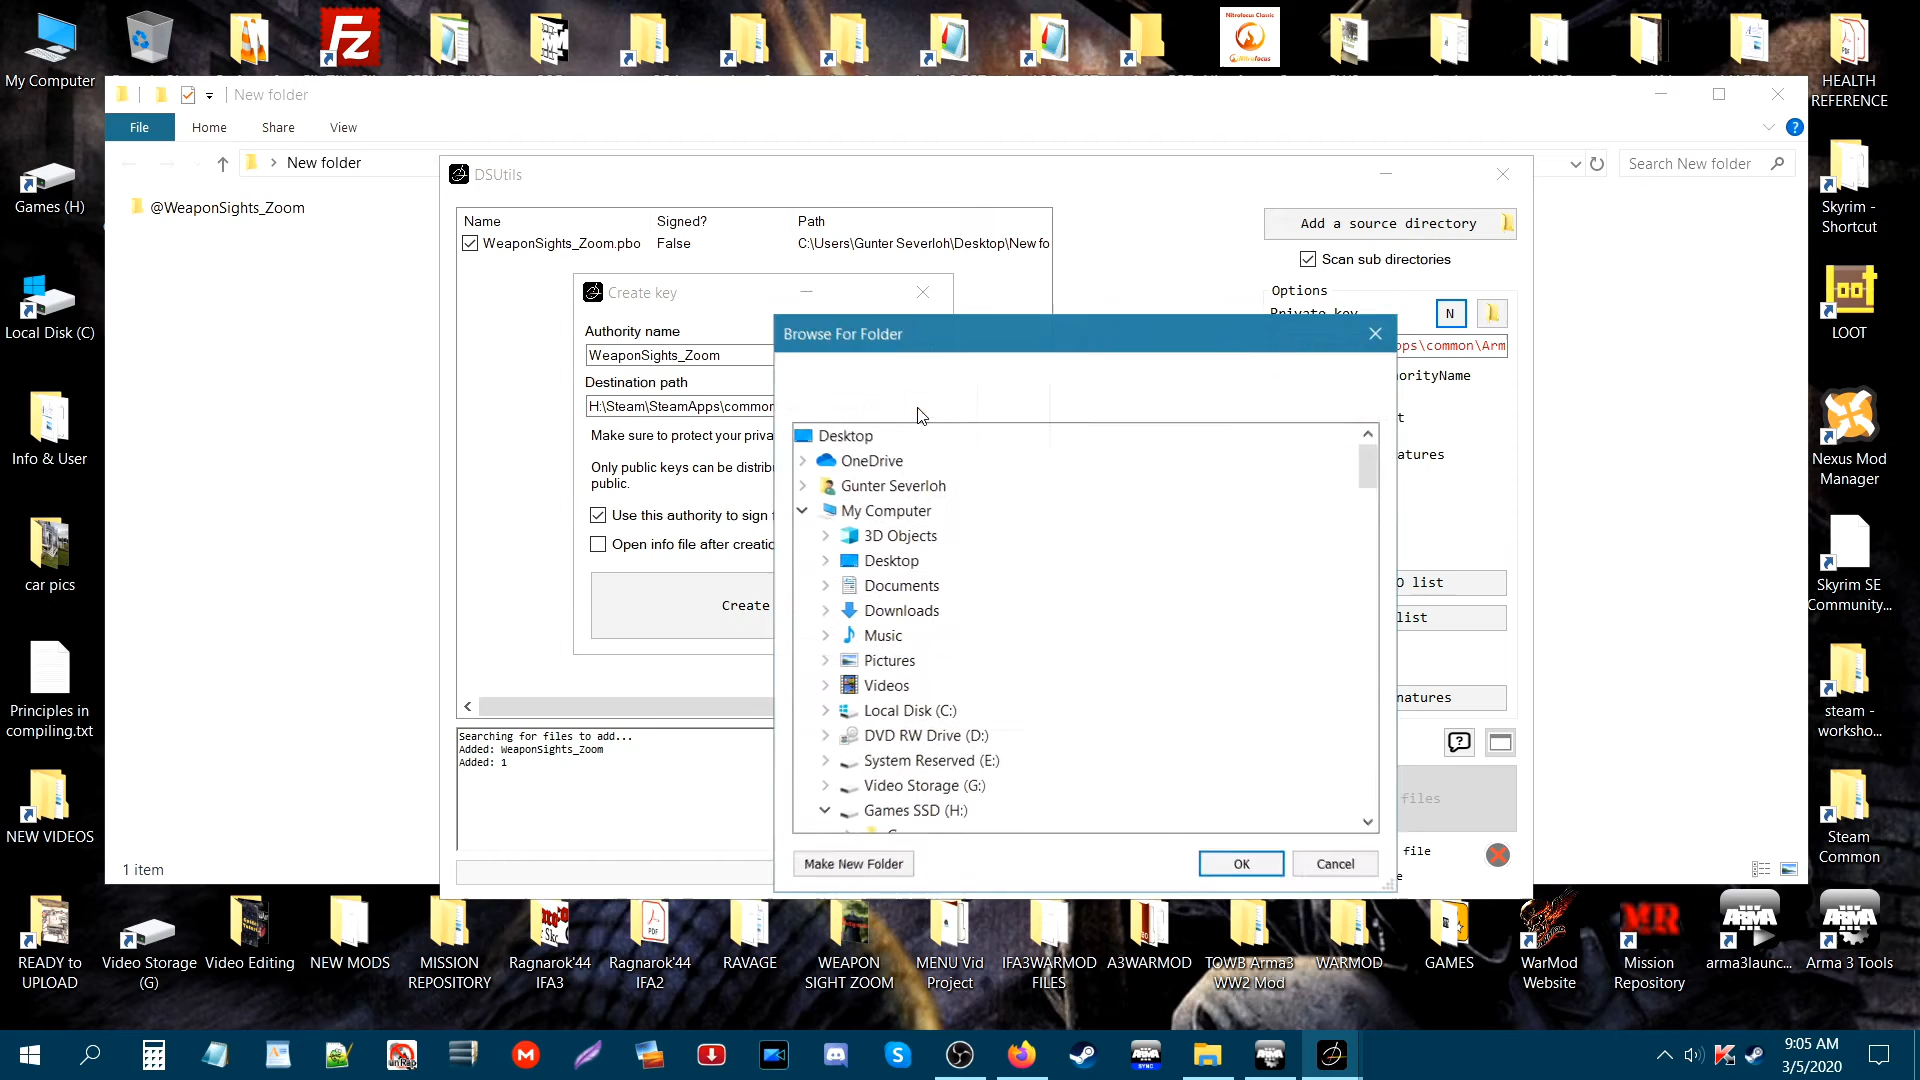 My Computer
HEALTH
REFERENCE
New folder
File
Home
Share
View
?
New folder
Search New folder
Games (H)
@WeaponSights_Zoom
DSUtils
Name
Signed?
Path
WeaponSights_Zoom.pbo
False
C:\Users\Gunter Severloh\Desktop\New fo
Add a source directory
Scan sub directories
Options
N
Skyrim -
Shortcut
Create key
Authority name
WeaponSights_Zoom
Destination path
H:\Steam\SteamApps\common
Make sure to protect your priva
Only public keys can be distrib
public.
Use this authority to sign f
Open info file after creatio
Create
Browse For Folder
pps\common\Arm
orityName
t
atures
O list
list
natures
files
file
e
Desktop
OneDrive
Gunter Severloh
My Computer
3D Objects
Desktop
Documents
Downloads
Music
Pictures
Videos
Local Disk (C:)
DVD RW Drive (D:)
System Reserved (E:)
Video Storage (G:)
Games SSD (H:)
Make New Folder
OK
Cancel
Searching for files to add...
Added: WeaponSights_Zoom
Added: 1
1 item
Local Disk (C)
Info & User
car pics
Principles in
compiling.txt
NEW VIDEOS
LOOT
Nexus Mod
Manager
Skyrim SE
Community...
steam -
worksho...
Steam
Common
READY to
UPLOAD
Video Storage
(G)
Video Editing
NEW MODS
MISSION
REPOSITORY
Ragnarok'44
IFA3
Ragnarok'44
IFA2
RAVAGE
WEAPON
SIGHT ZOOM
MENU Vid
Project
IFA3WARMOD
FILES
A3WARMOD
TOWB Arma3
WW2 Mod
WARMOD
GAMES
WarMod
Website
Mission
Repository
arma3launc...
Arma 3 Tools
9:05 AM
3/5/2020